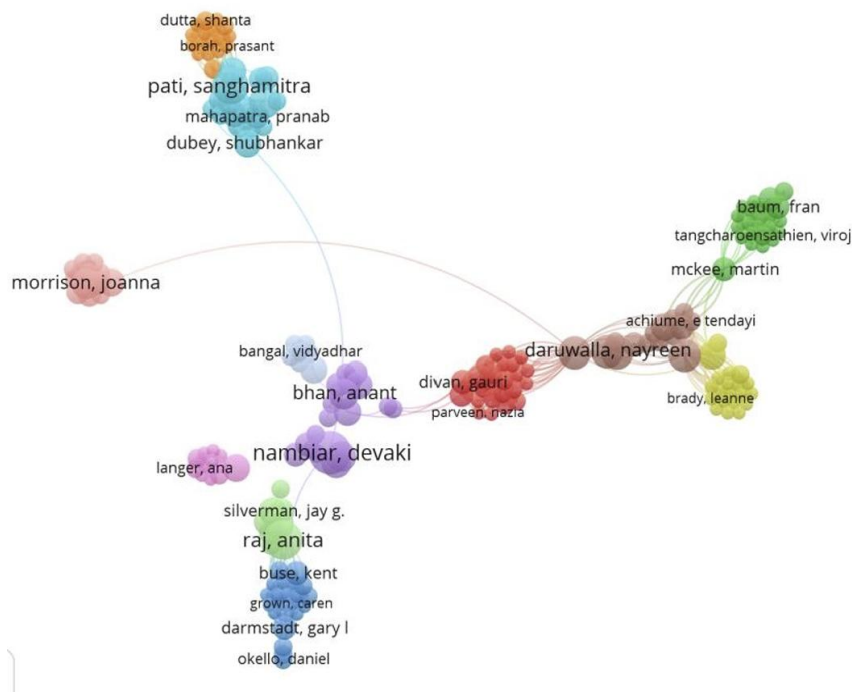 dutta, shanta
borah, prasant
pati, sanghamitra
mahapatra, pranab
dubey, shubhankar
baum, fran
tangcharoensathien, viroj
mckee, martin
morrison, joanna
achiume, e tendayi
bangal, vidyadhar
daruwalla, nayreen
divan, gauri
bhan, anant
brady, leanne
parveen, nazia
nambiar, devaki
langer, ana
silverman, jay g.
raj, anita
buse, kent
grown, caren
darmstadt, gary l
okello, daniel